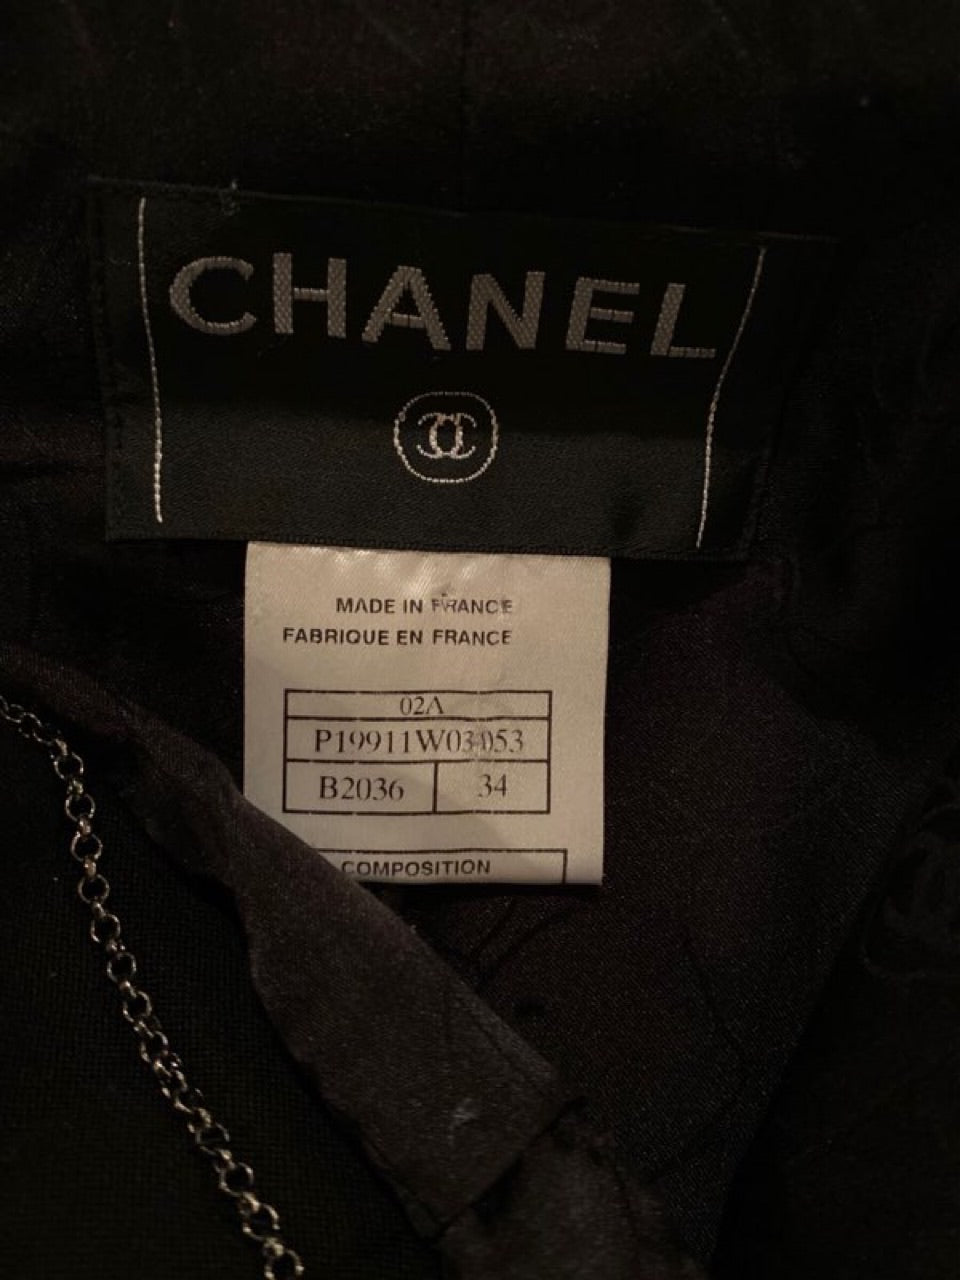 CHANEL
MADE IN FRANCE
FABRIQUE EN FRANCE
02A
P19911W03053
B2036 34
COMPOSITION